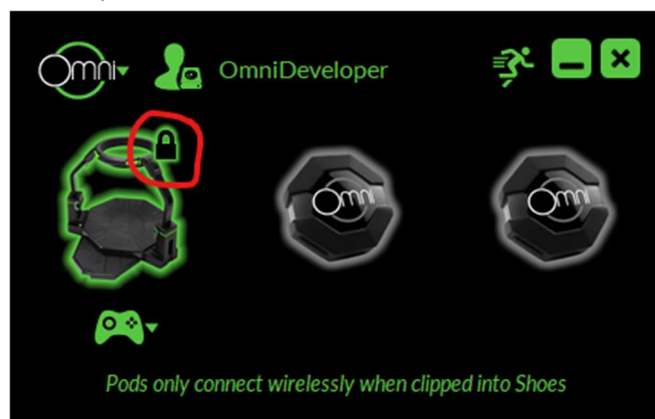 Omni
OmniDeveloper
Omni
Omni
Pods only connect wirelessly when clipped into Shoes